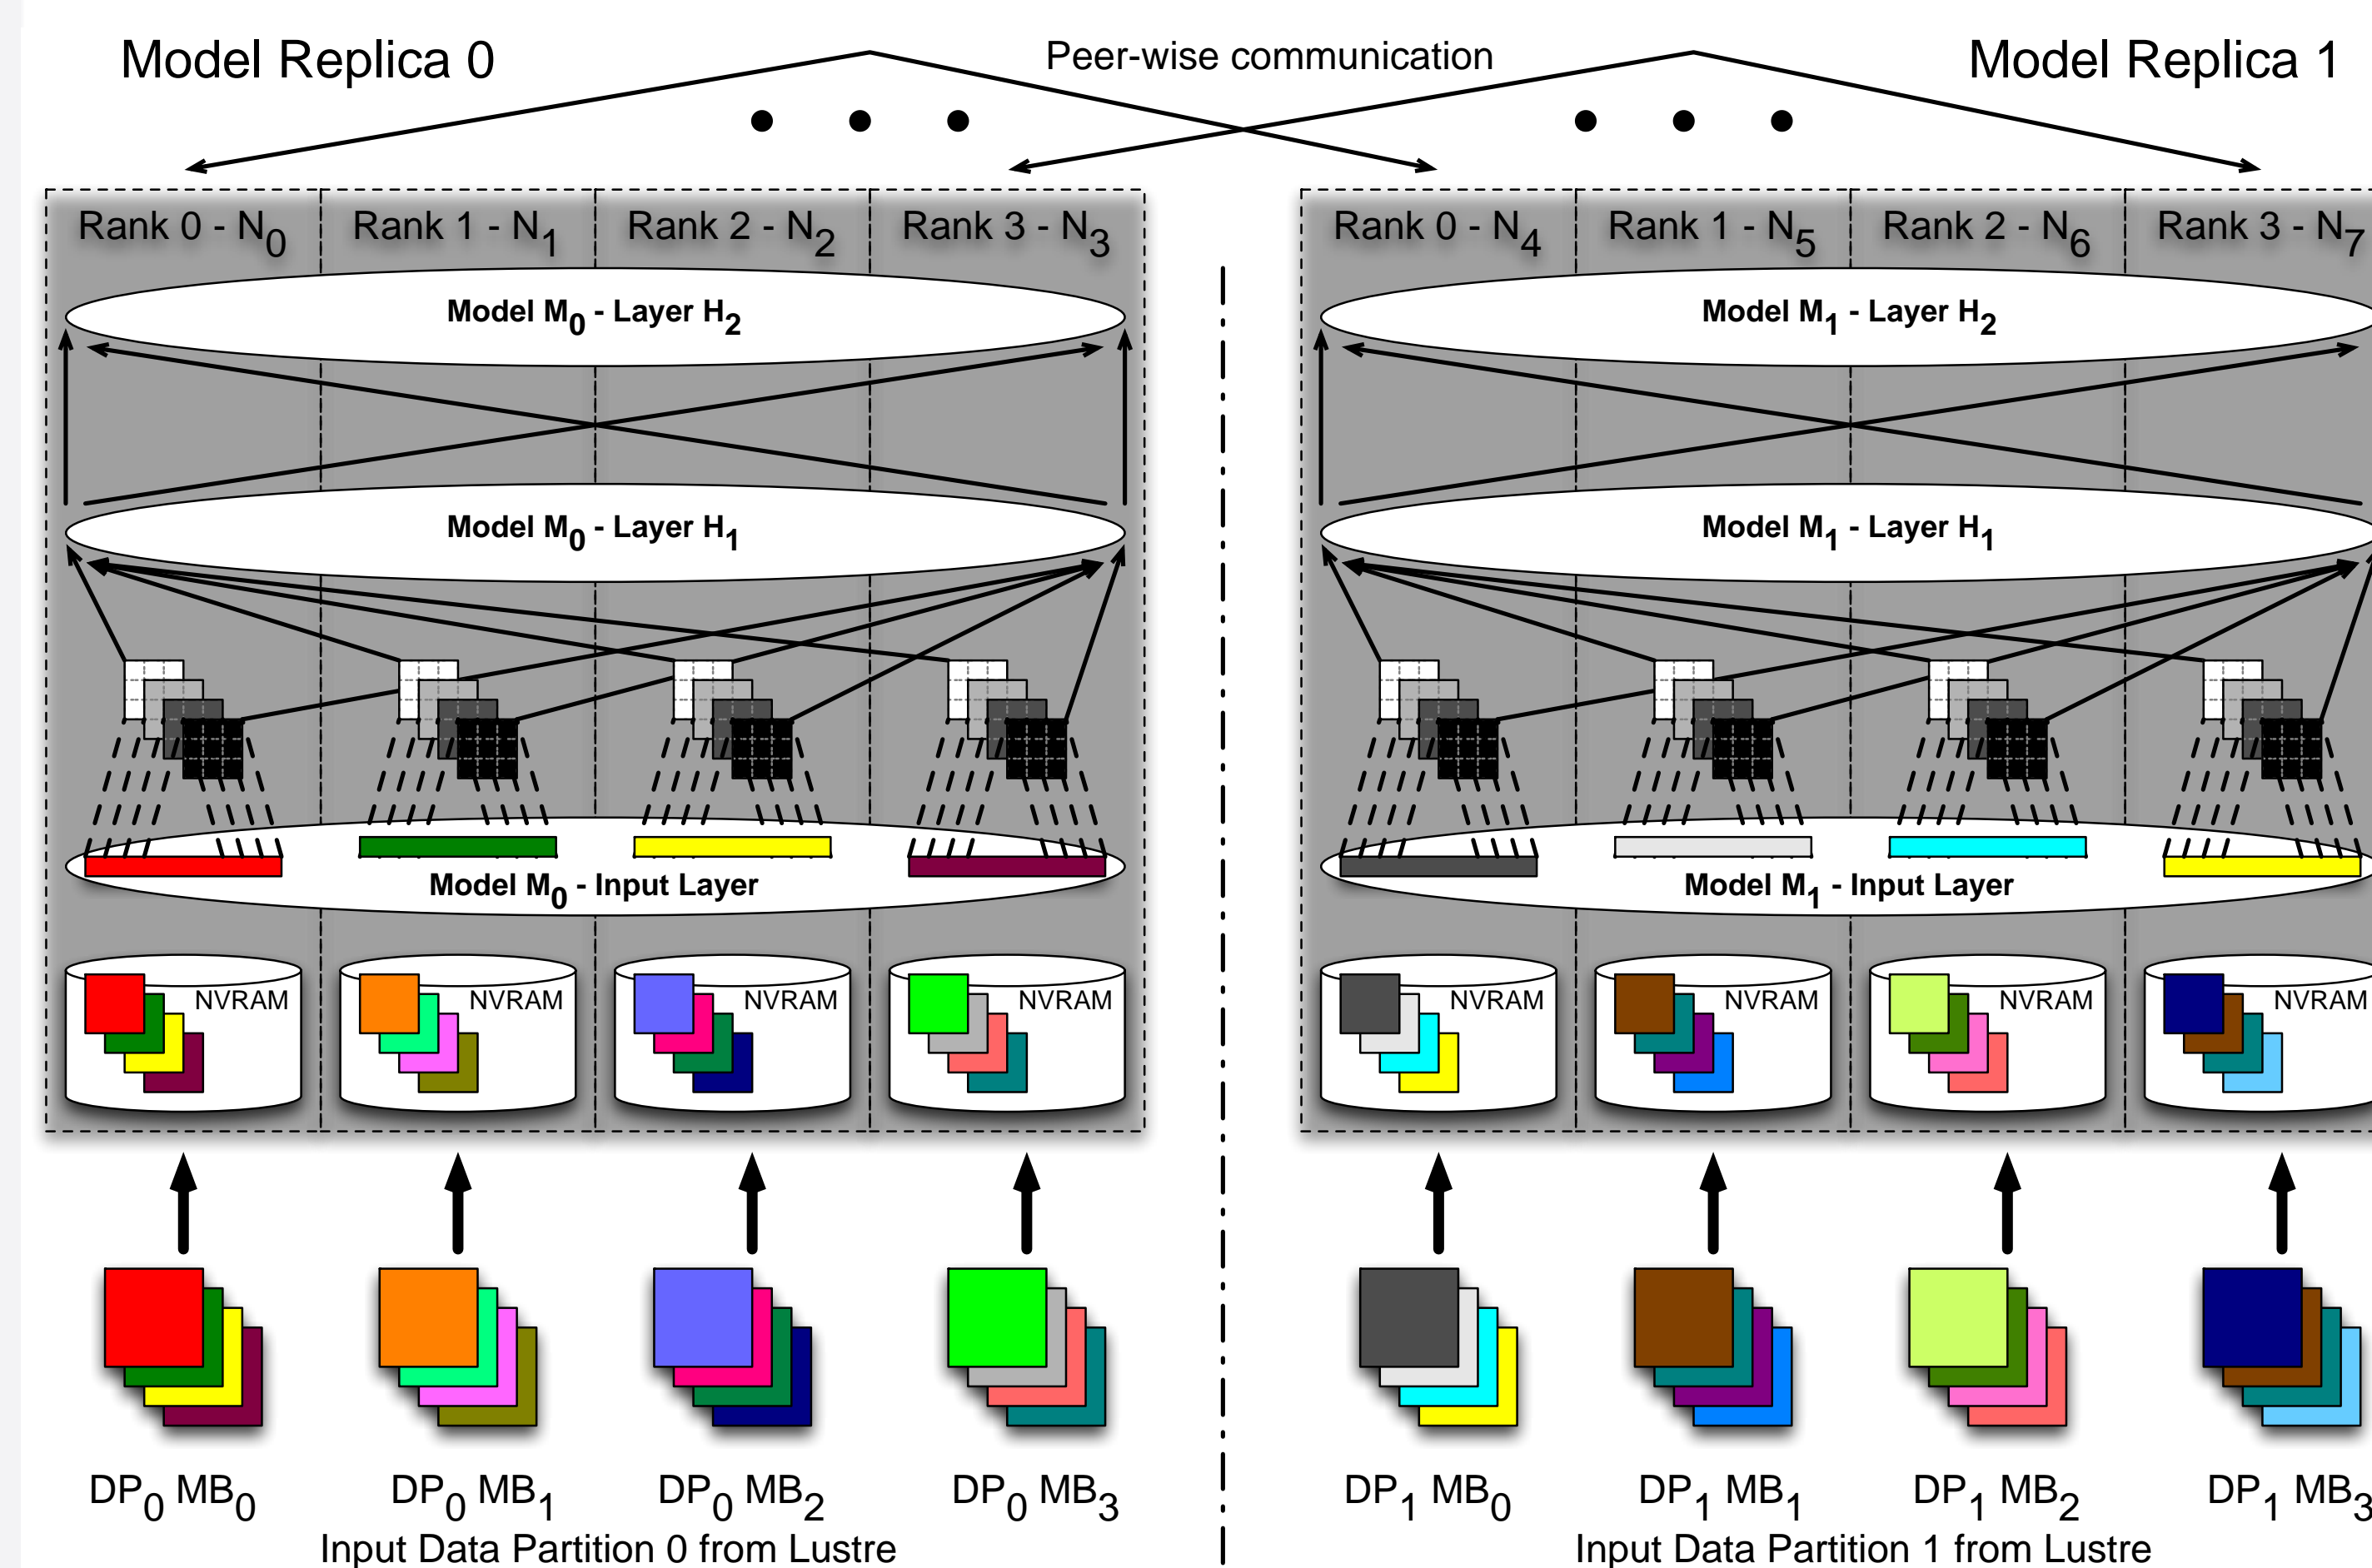 Model Replica 0
Peer-wise communication
Model Replica 1
Rank 0 - N0
Rank 1 - N1
Rank 2 - N2
Rank 3 - N3
Rank 0 - N4
Rank 1 - N5
Rank 2 - N6
Rank 3 - N7
Model M0 - Layer H2
Model M1 - Layer H2
Model M0 - Layer H1
Model M1 - Layer H1
Model M0 - Input Layer
Model M1 - Input Layer
NVRAM
NVRAM
NVRAM
NVRAM
NVRAM
NVRAM
NVRAM
NVRAM
DP0 MB0
DP0 MB1
DP0 MB2
DP0 MB3
DP1 MB0
DP1 MB1
DP1 MB2
DP1 MB3
Input Data Partition 0 from Lustre
Input Data Partition 1 from Lustre